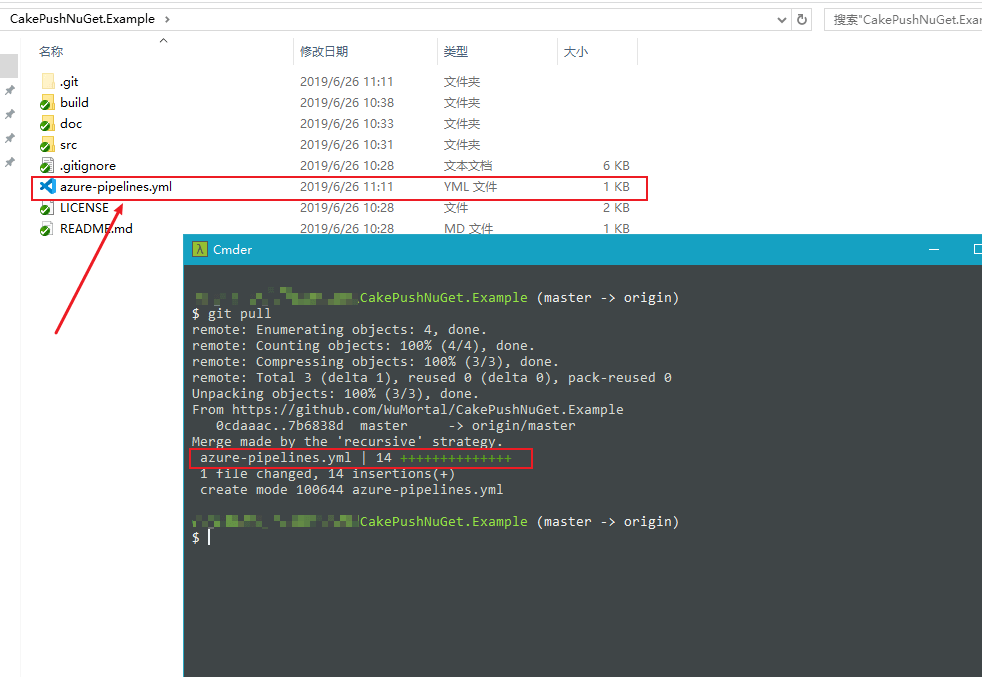 CakePushNuGet.Example
搜索"CakePushNuGet.Exar
名称 修改日期 类型 大小
.git 2019/6/26 11:11 文件夹
build 2019/6/26 10:38 文件夹
doc 2019/6/26 10:33 文件夹
src 2019/6/26 10:31 文件夹
.gitignore 2019/6/26 10:28 文本文档 6 KB
azure-pipelines.yml 2019/6/26 11:11 YML 文件 1 KB
LICENSE 2019/6/26 10:28 文件 2 KB
README.md 2019/6/26 10:28 MD 文件 1 KB
λ Cmder
CakePushNuGet.Example (master -> origin)
$ git pull
remote: Enumerating objects: 4, done.
remote: Counting objects: 100% (4/4), done.
remote: Compressing objects: 100% (3/3), done.
remote: Total 3 (delta 1), reused 0 (delta 0), pack-reused 0
Unpacking objects: 100% (3/3), done.
From https://github.com/WuMortal/CakePushNuGet.Example
0cdaaac..7b6838d master -> origin/master
Merge made by the 'recursive' strategy.
azure-pipelines.yml | 14 ++++++++++++++
1 file changed, 14 insertions(+)
create mode 100644 azure-pipelines.yml
CakePushNuGet.Example (master -> origin)
$